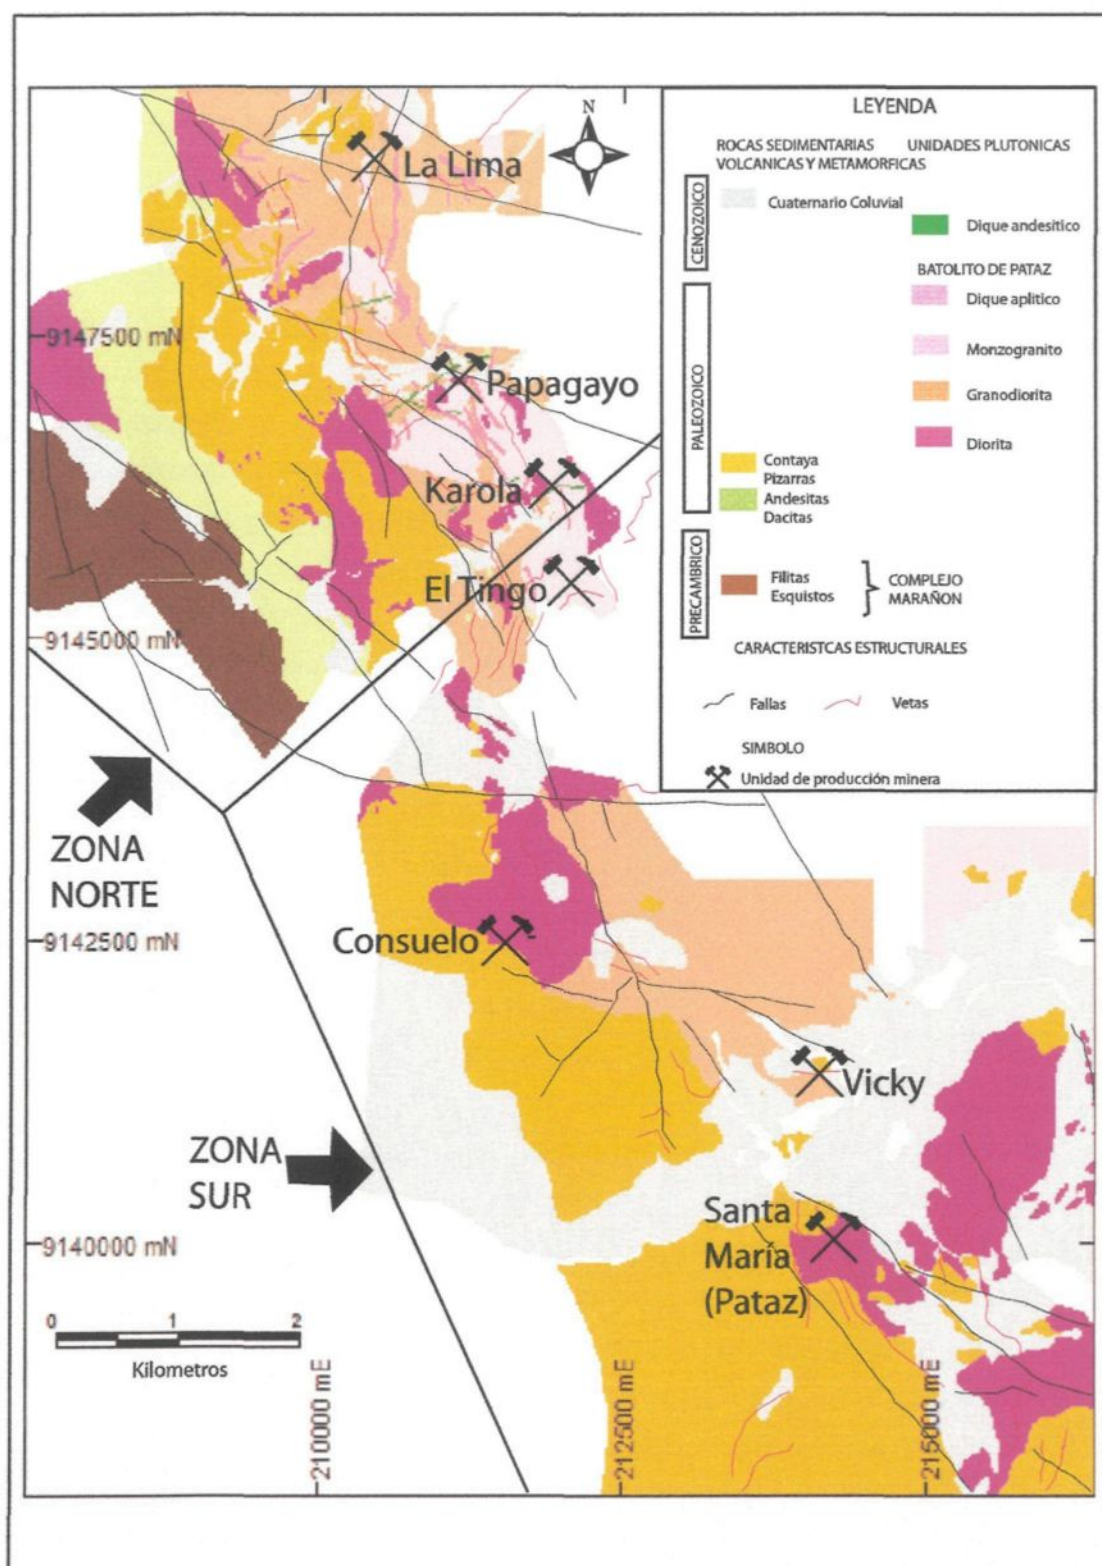 LEYENDA
ROCAS SEDIMENTARIAS
VOLCANICAS Y METAMORFICAS
UNIDADES PLUTONICAS
CENOZOICO
Cuaternario Coluvial
Dique andesitico
BATOLITO DE PATAZ
Dique aplitico
Monzogranito
PALEOZOICO
Granodiorita
Diorita
Contaya
Pizarras
Andesitas
Dacitas
PRECAMBRICO
Filitas
Esquistos
COMPLEJO
MARAÑON
CARACTERISTCAS ESTRUCTURALES
Fallas
Vetas
SIMBOLO
Unidad de producción minera
N
La Lima
9147500 mN
Papagayo
Karola
El Tingo
9145000 mN
ZONA
NORTE
9142500 mN
Consuelo
Vicky
ZONA
SUR
Santa
María
(Pataz)
9140000 mN
0 1 2
Kilometros
210000 mE
212500 mE
215000 mE